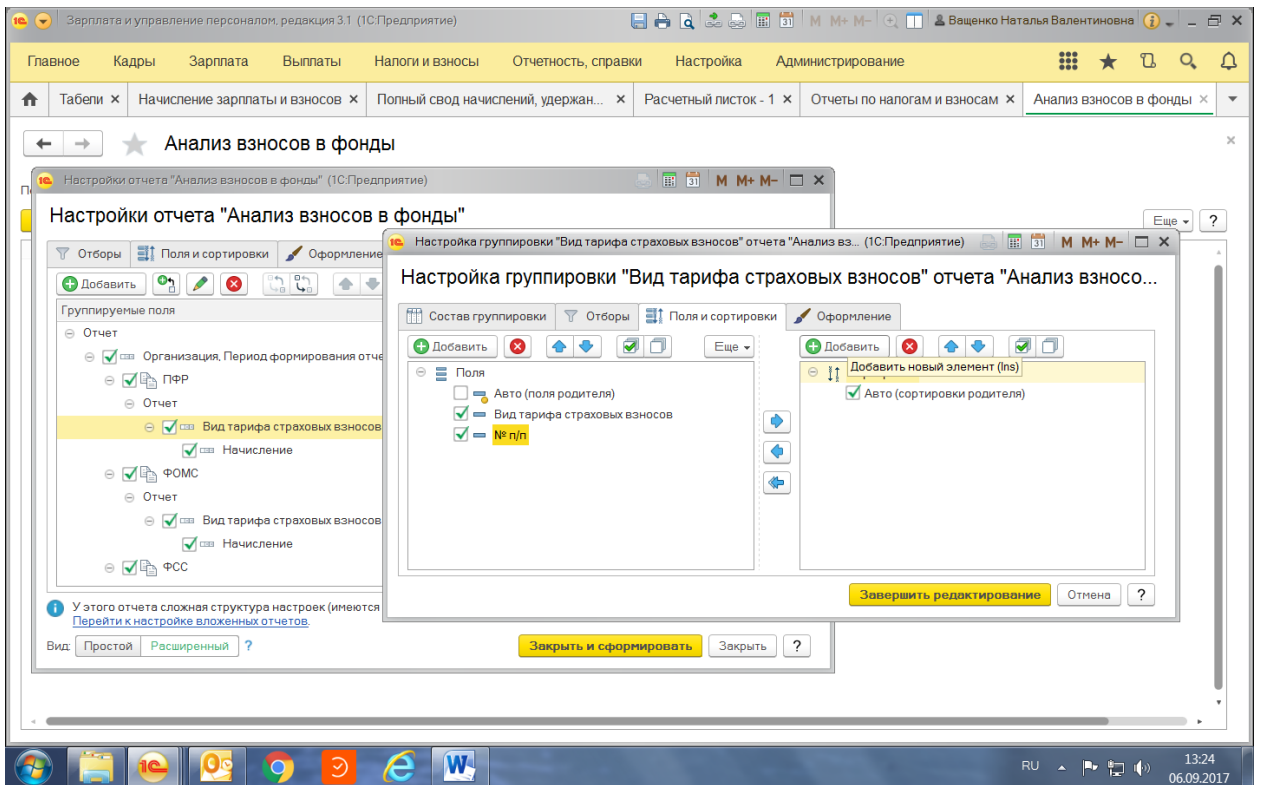 Зарплата и управление персоналом, редакция 3.1 (1С:Предприятие)
M M+ M-
Ващенко Наталья Валентиновна
Главное Кадры Зарплата Выплаты Налоги и взносы Отчетность, справки Настройка Администрирование
Табели × Начисление зарплаты и взносов × Полный свод начислений, удержан... × Расчетный листок - 1 × Отчеты по налогам и взносам × Анализ взносов в фонды ×
Анализ взносов в фонды
Еще ?
Настройки отчета "Анализ взносов в фонды" (1С:Предприятие)
M M+ M-
Настройки отчета "Анализ взносов в фонды"
Отборы Поля и сортировки Оформление
Добавить
Группируемые поля
Отчет
Организация, Период формирования отче
ПФР
Отчет
Вид тарифа страховых взносов
Начисление
ФОМС
Отчет
Вид тарифа страховых взносов
Начисление
ФСС
У этого отчета сложная структура настроек (имеются
Перейти к настройке вложенных отчетов.
Вид: Простой Расширенный ?
Закрыть и сформировать Закрыть ?
Настройка группировки "Вид тарифа страховых взносов" отчета "Анализ вз... (1С:Предприятие)
M M+ M-
Настройка группировки "Вид тарифа страховых взносов" отчета "Анализ взносо...
Состав группировки Отборы Поля и сортировки Оформление
Добавить Еще
Поля
Авто (поля родителя)
Вид тарифа страховых взносов
№ п/п
Добавить
Добавить новый элемент (Ins)
Авто (сортировки родителя)
Завершить редактирование Отмена ?
RU
13:24
06.09.2017